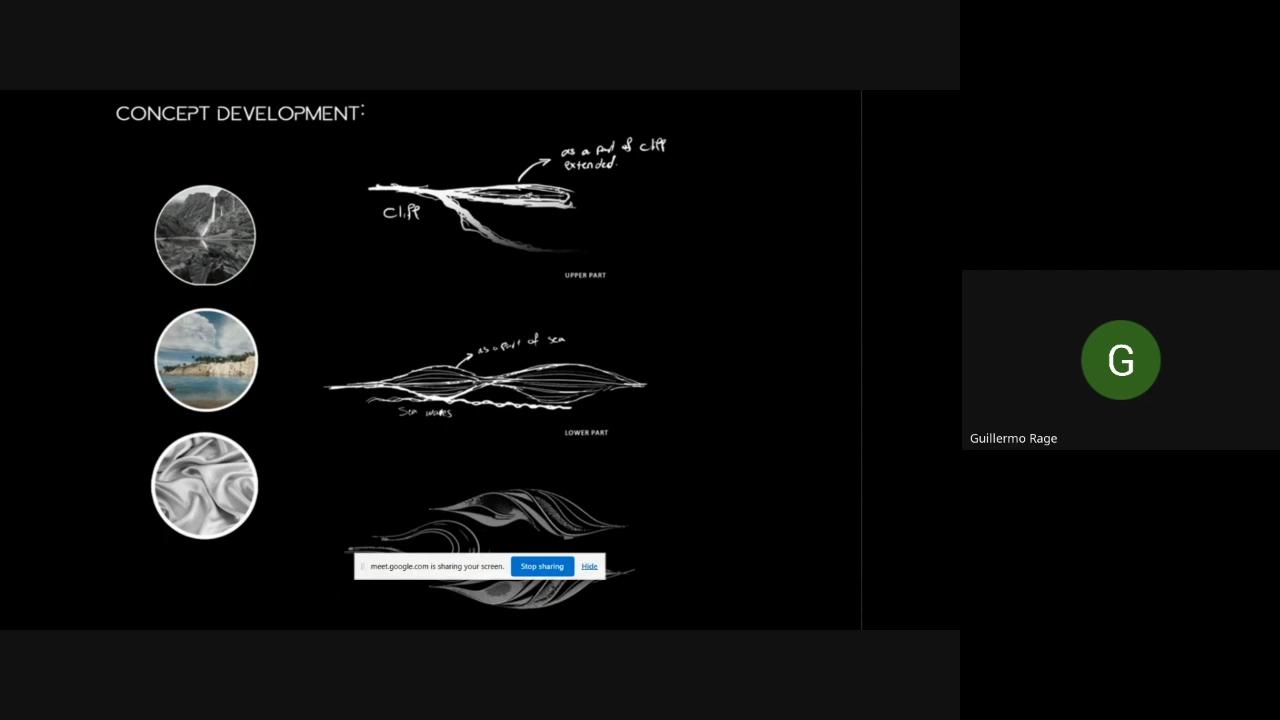 CONCEPT DEVELOPMENT:
as a part of cliff
extended.
Cliff
UPPER PART
as a part of sea
Sea waves
LOWER PART
meet.google.com is sharing your screen. Stop sharing Hide
G
Guillermo Rage